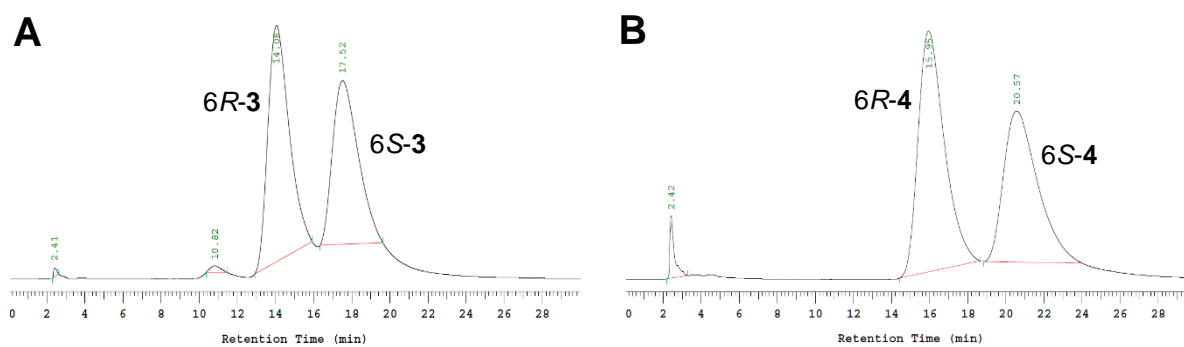 A
2.41
10.82
14.06
17.52
6R-3
6S-3
0 2 4 6 8 10 12 14 16 18 20 22 24 26 28
Retention Time (min)
B
2.42
15.95
20.57
6R-4
6S-4
0 2 4 6 8 10 12 14 16 18 20 22 24 26 28
Retention Time (min)